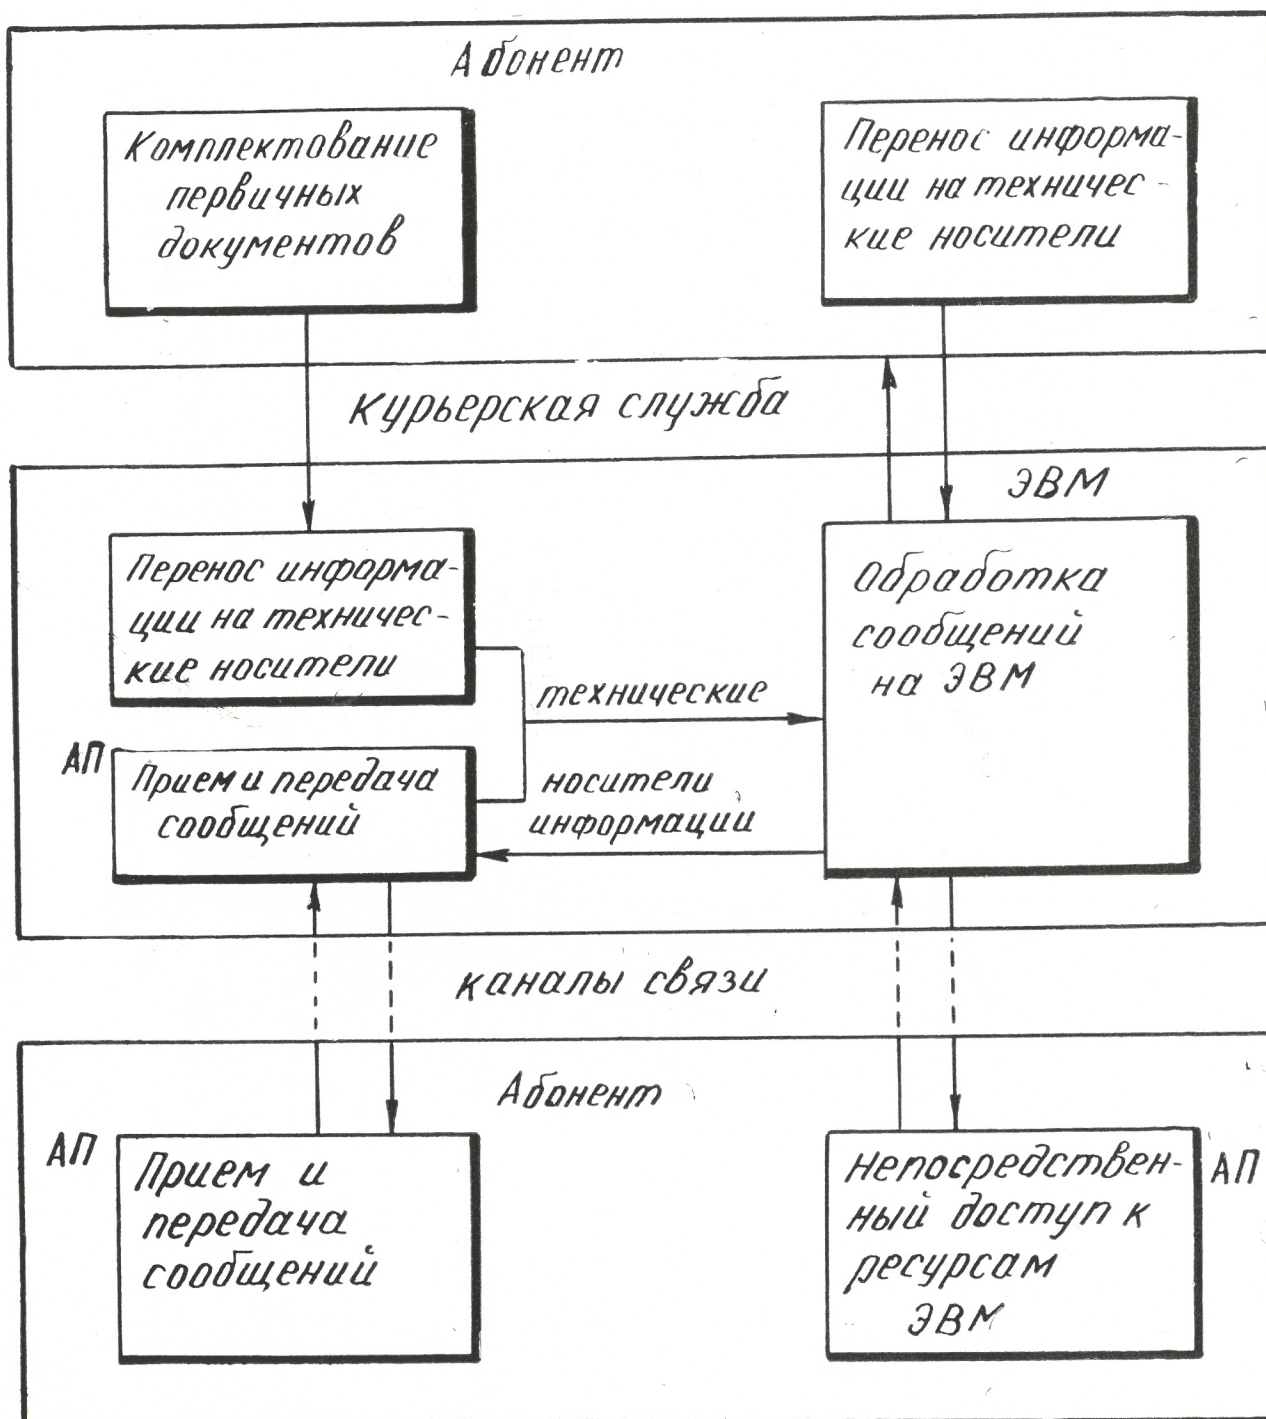 Абонент
Комплектование
первичных
документов
Перенос информа-
ции на техничес-
кие носители
курьерская служба
ЭВМ
Перенос информа-
ции на техничес-
кие носители
Обработка
сообщений
на ЭВМ
технические
АП
Прием и передача
сообщений
носители
информации
каналы связи
Абонент
АП
Прием и
передача
сообщений
Непосредствен-
ный доступ к
ресурсам
ЭВМ
АП